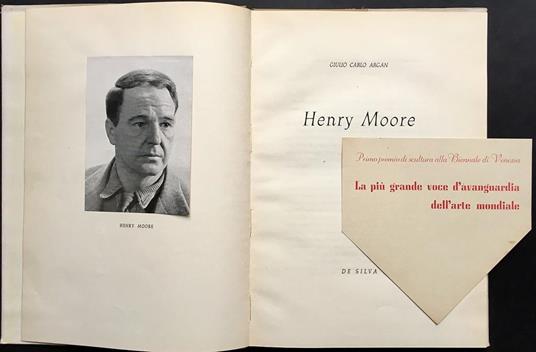 HENRY MOORE
GIULIO CARLO ARGAN
Henry Moore
DE SILVA
Primo premio di scultura alla Biennale di Venezia
La più grande voce d'avanguardia
dell'arte mondiale